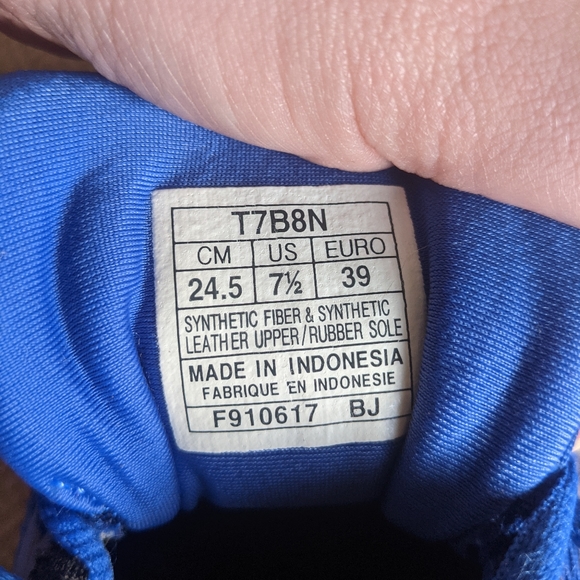 T7B8N
CM US EURO
24.5 7½ 39
SYNTHETIC FIBER & SYNTHETIC
LEATHER UPPER/RUBBER SOLE
MADE IN INDONESIA
FABRIQUE EN INDONESIE
F910617 BJ